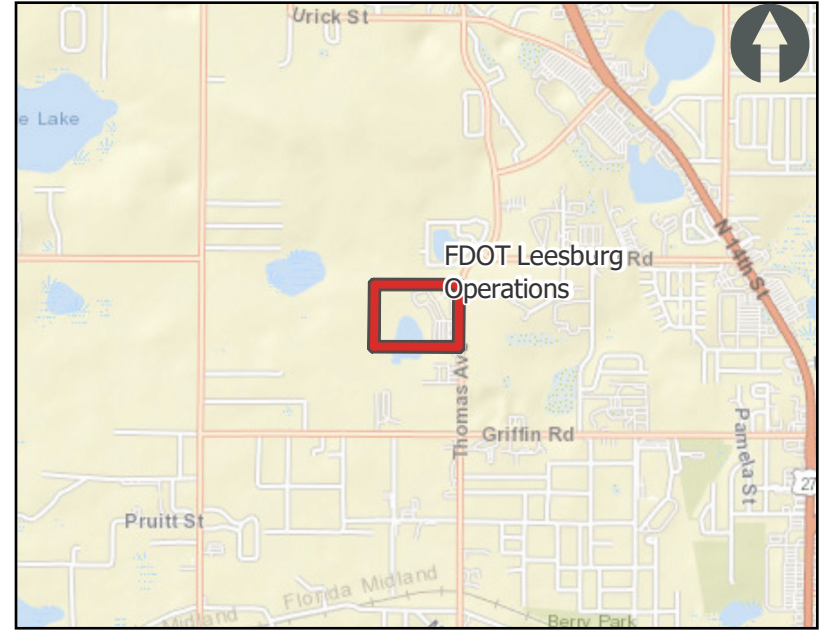 Urick St
e Lake
N 14th St
FDOT Leesburg
Operations
Rd
Thomas Ave
Griffin Rd
Pamela St
27
Pruitt St
Florida Midland
Midland
Berry Park